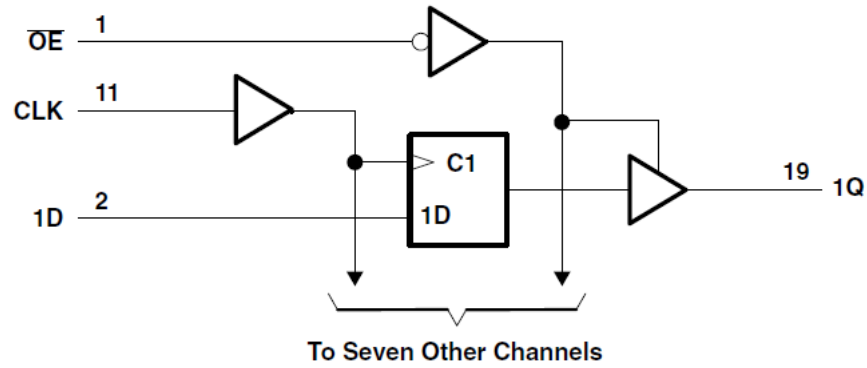 OE 1
CLK 11
C1
1D 2 1D
19 1Q
To Seven Other Channels